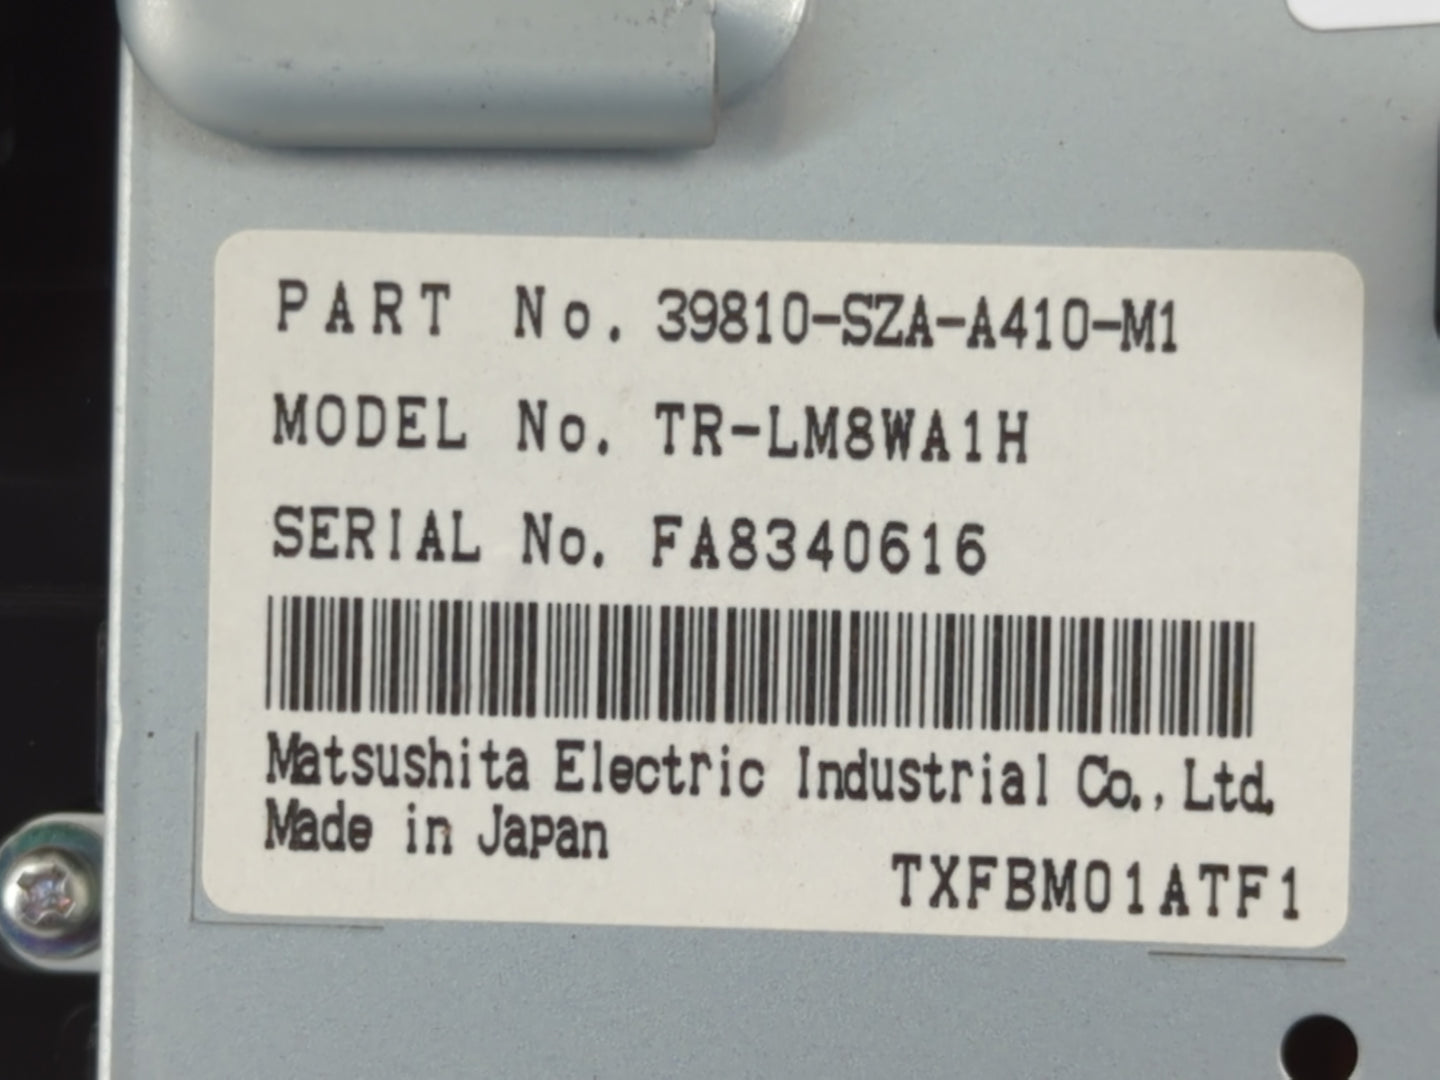 PART No. 39810-SZA-A410-M1
MODEL No. TR-LM8WA1H
SERIAL No. FA8340616
Matsushita Electric Industrial Co., Ltd.
Made in Japan
TXFBM01ATF1